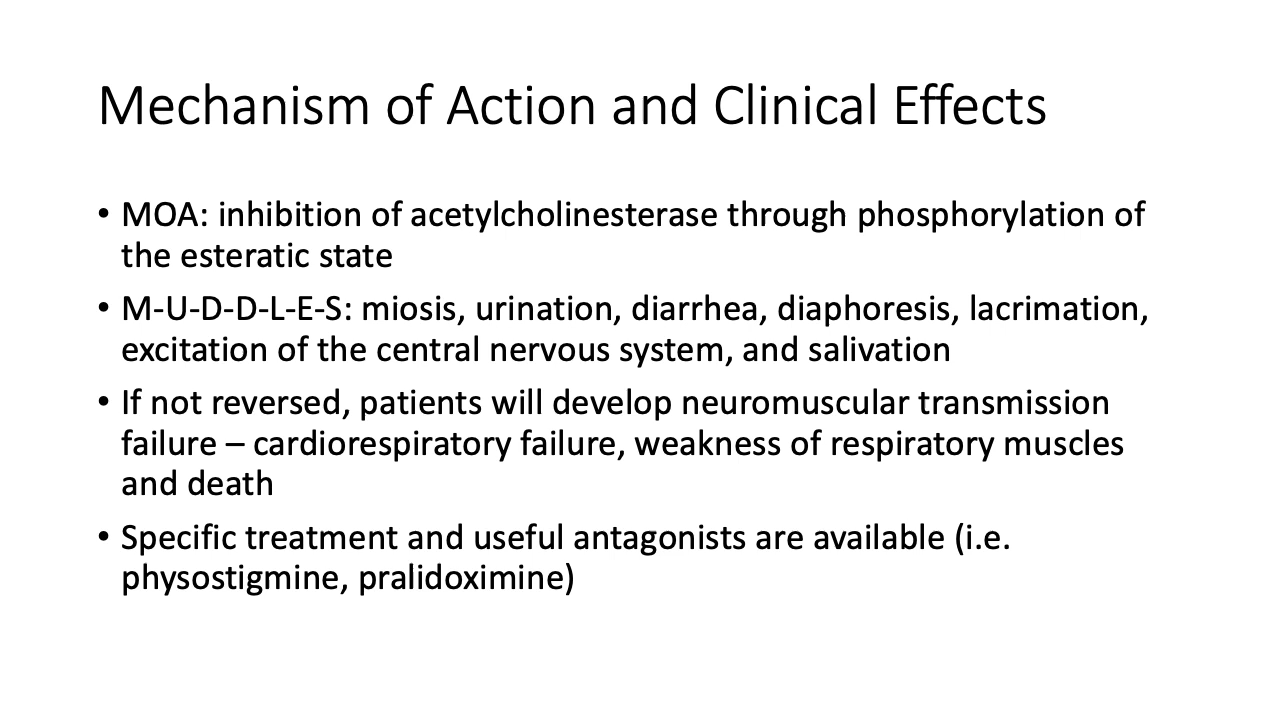 Mechanism of Action and Clinical Effects
• MOA: inhibition of acetylcholinesterase through phosphorylation of
the esteratic state
• M-U-D-D-L-E-S: miosis, urination, diarrhea, diaphoresis, lacrimation,
excitation of the central nervous system, and salivation
• If not reversed, patients will develop neuromuscular transmission
failure – cardiorespiratory failure, weakness of respiratory muscles
and death
• Specific treatment and useful antagonists are available (i.e.
physostigmine, pralidoximine)